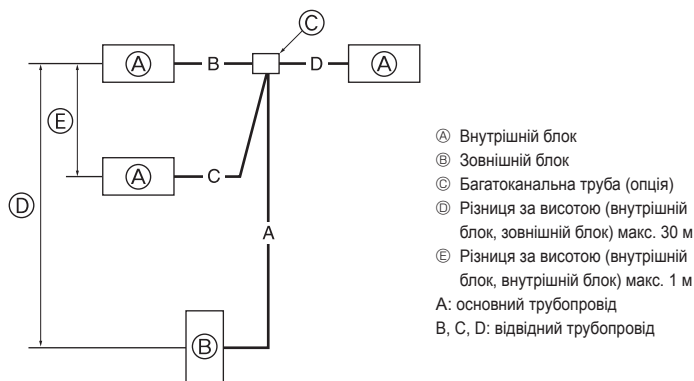 Ⓒ
Ⓐ B D Ⓐ
Ⓔ
Ⓐ C
Ⓓ
A
Ⓑ
Ⓐ Внутрішній блок
Ⓑ Зовнішній блок
Ⓒ Багатоканальна труба (опція)
Ⓓ Різниця за висотою (внутрішній
блок, зовнішній блок) макс. 30 м
Ⓔ Різниця за висотою (внутрішній
блок, внутрішній блок) макс. 1 м
A: основний трубопровід
B, C, D: відвідний трубопровід